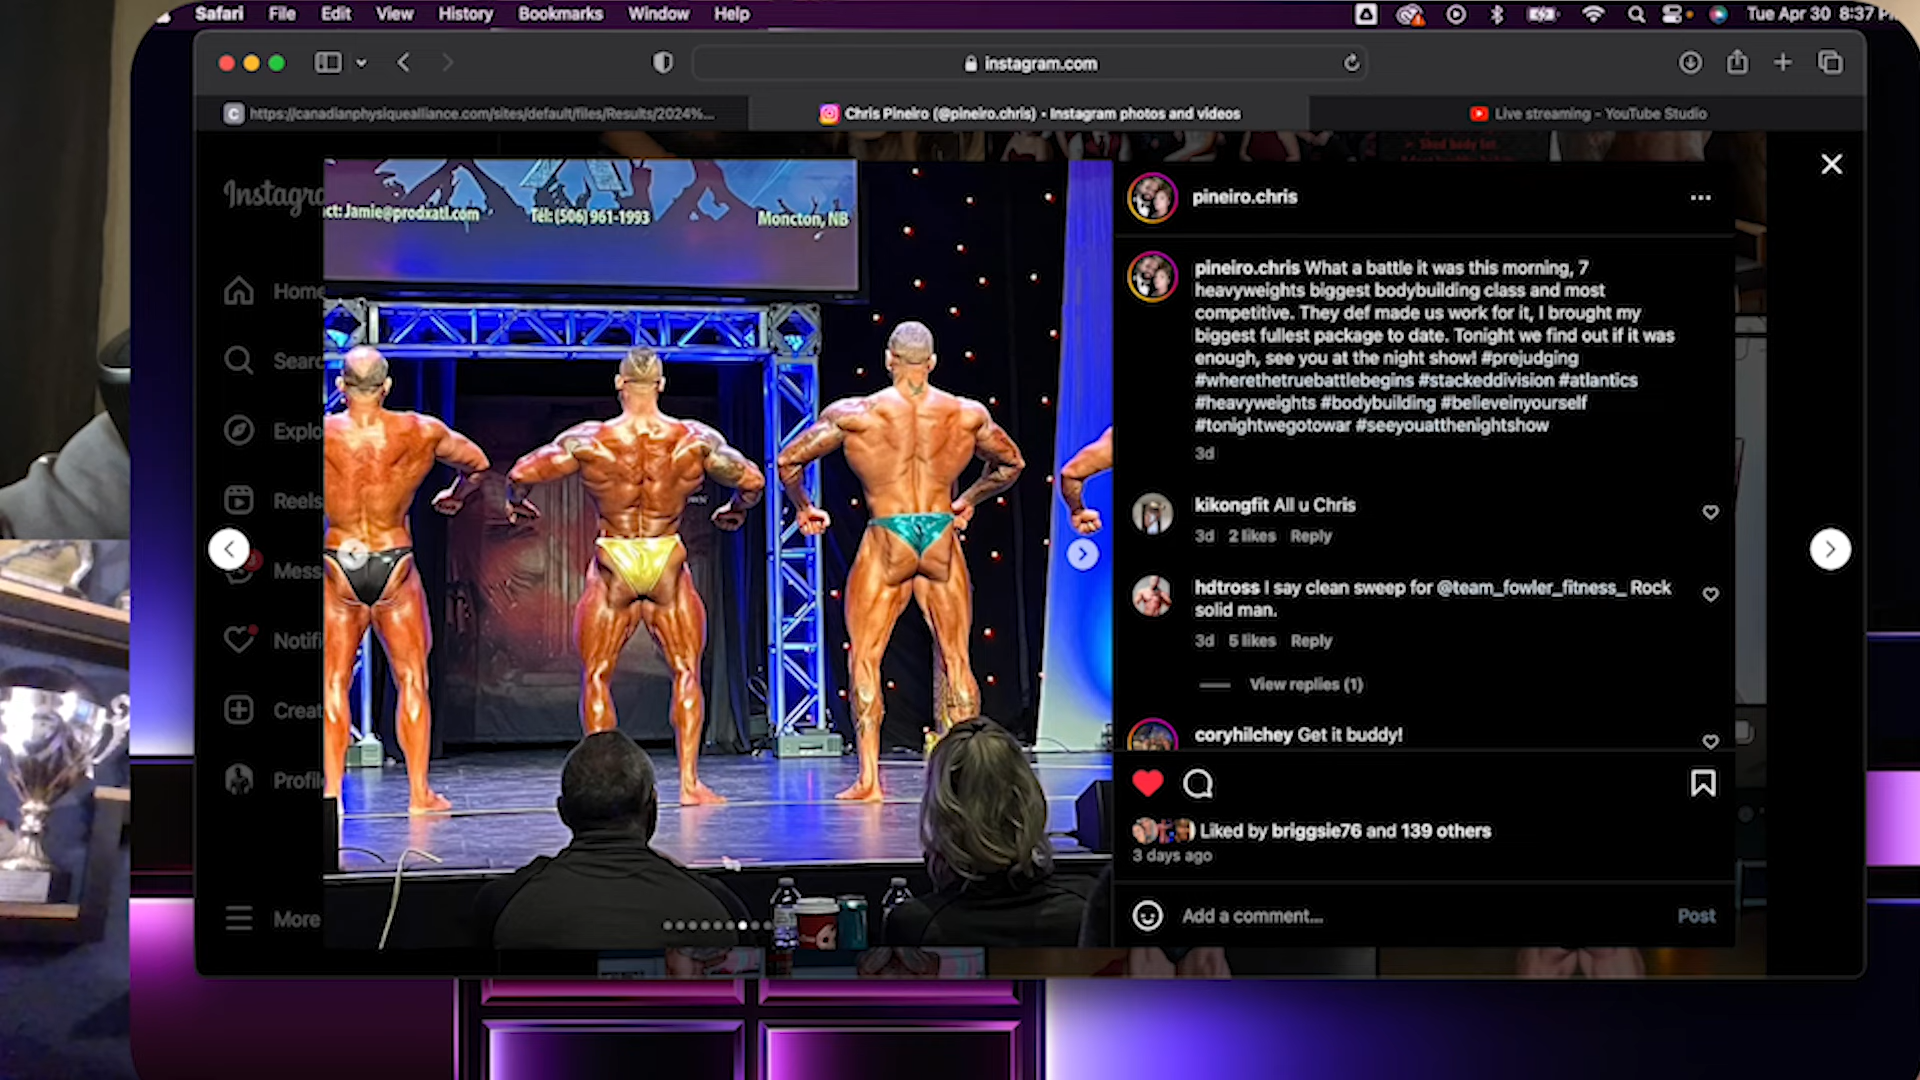 Safari File Edit View History Bookmarks Window Help
Tue Apr 30 8:37
instagram.com
https://canadianphysiquealliance.com/sites/default/files/Results/2024%...
Chris Pineiro (@pineiro.chris) • Instagram photos and videos
Live streaming - YouTube Studio
Instagra
Home
Searc
Explo
Reels
Mess
Notifi
Creat
Profile
More
ct: Jamie@prodxatl.com
Tél: (506) 961-1993
Moncton, NB
pineiro.chris
pineiro.chris What a battle it was this morning, 7
heavyweights biggest bodybuilding class and most
competitive. They def made us work for it, I brought my
biggest fullest package to date. Tonight we find out if it was
enough, see you at the night show! #prejudging
#wherethetruebattlebegins #stackeddivision #atlantics
#heavyweights #bodybuilding #believeinyourself
#tonightwegotowar #seeyouatthenightshow
3d
kikongfit All u Chris
3d 2 likes Reply
hdtross I say clean sweep for @team_fowler_fitness_ Rock
solid man.
3d 5 likes Reply
View replies (1)
coryhilchey Get it buddy!
Liked by briggsie76 and 139 others
3 days ago
Add a comment...
Post